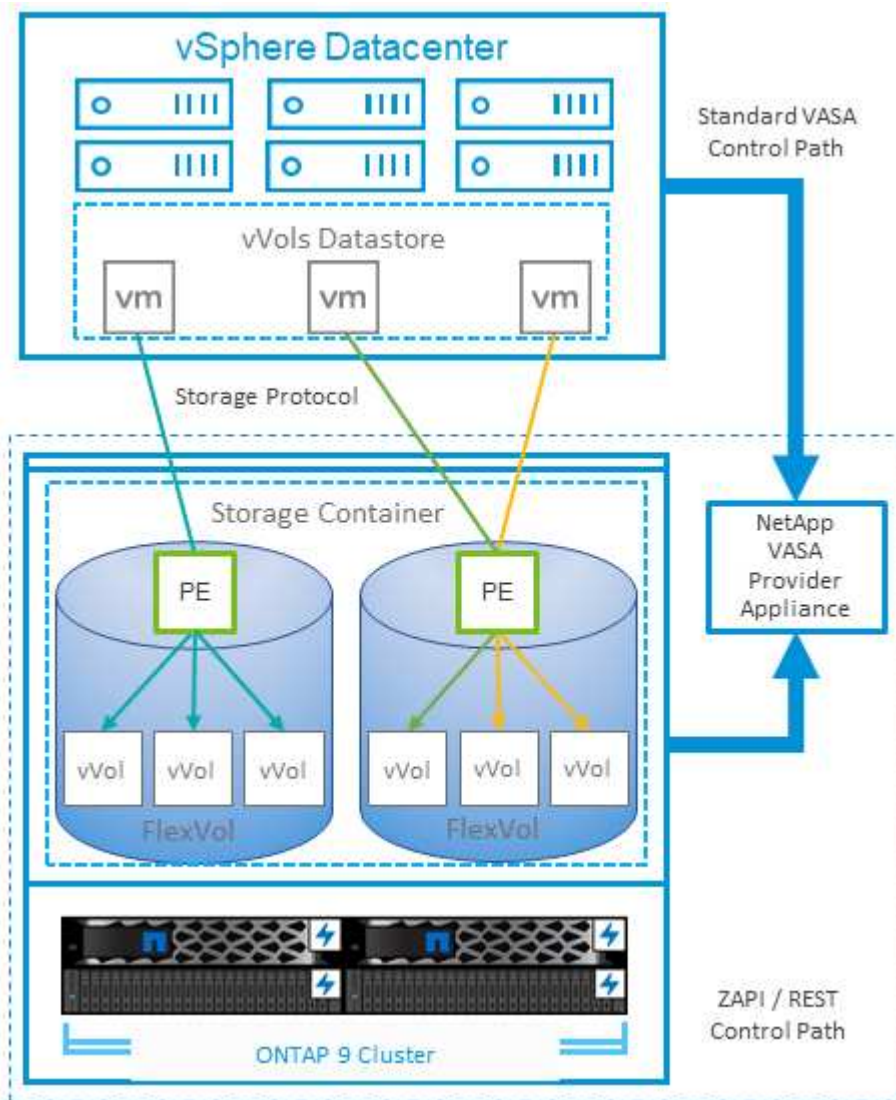 vSphere Datacenter
Standard VASA
Control Path
vVols Datastore
vm
vm
vm
Storage Protocol
Storage Container
NetApp
VASA
Provider
Appliance
PE
PE
vVol
vVol
vVol
vVol
vVol
vVol
FlexVol
FlexVol
ZAPI / REST
Control Path
ONTAP 9 Cluster